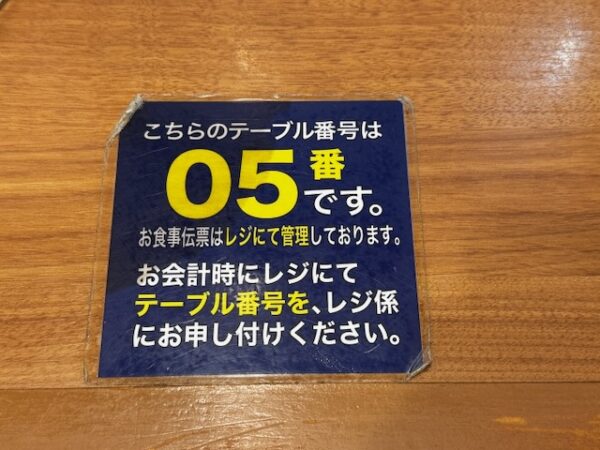 こちらのテーブル番号は
05番
です。
お食事伝票はレジにて管理しております。
お会計時にレジにて
テーブル番号を、レジ係
にお申し付けください。